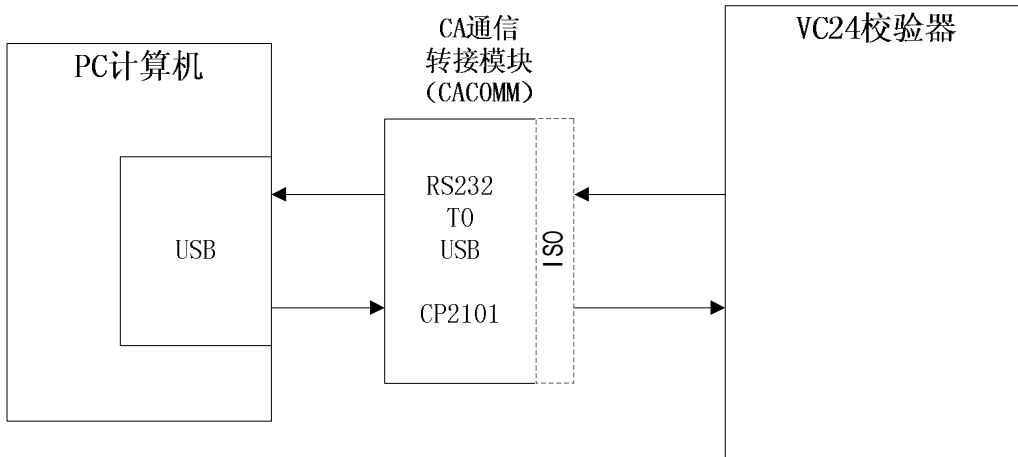 PC计算机
USB
CA通信
转接模块
(CACOMM)
RS232
TO
USB
CP2101
ISO
VC24校验器